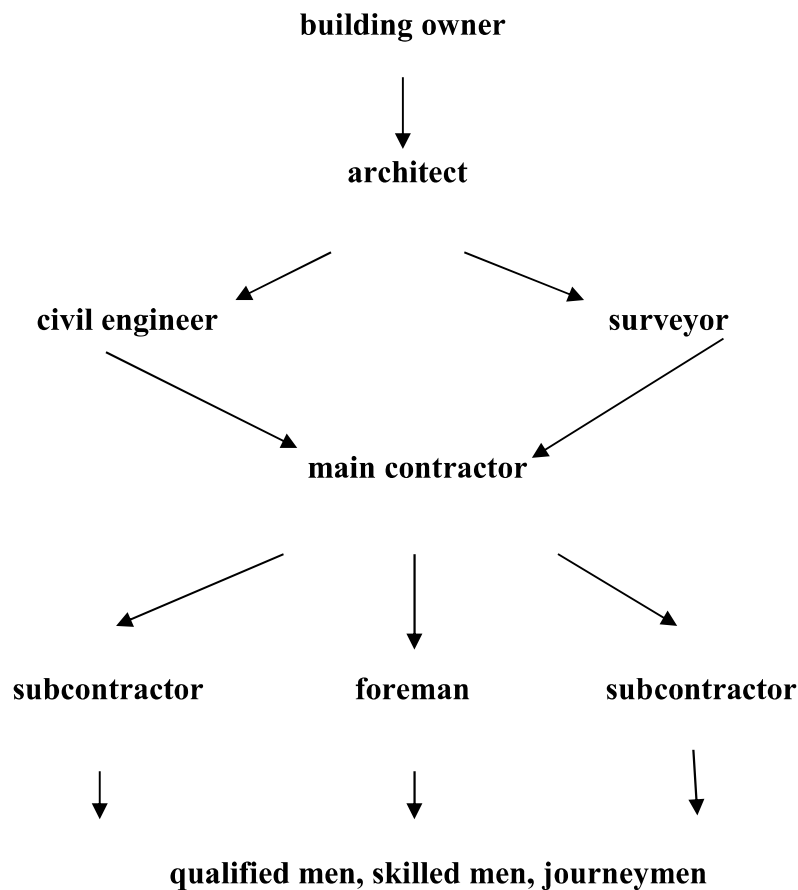 building owner
architect
civil engineer surveyor
main contractor
subcontractor foreman subcontractor
qualified men, skilled men, journeymen